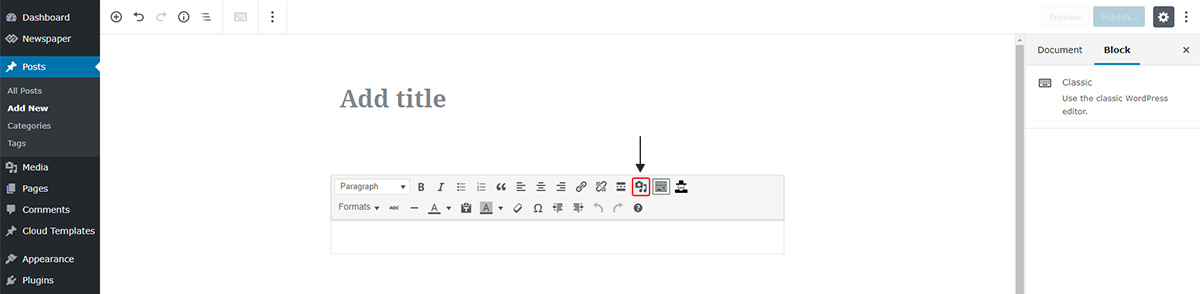 Dashboard
Newspaper
Posts
All Posts
Add New
Categories
Tags
Media
Pages
Comments
Cloud Templates
Appearance
Plugins
Preview
Publish...
Add title
Paragraph
B I
Formats ABC A A Ω
Document Block
Classic
Use the classic WordPress
editor.